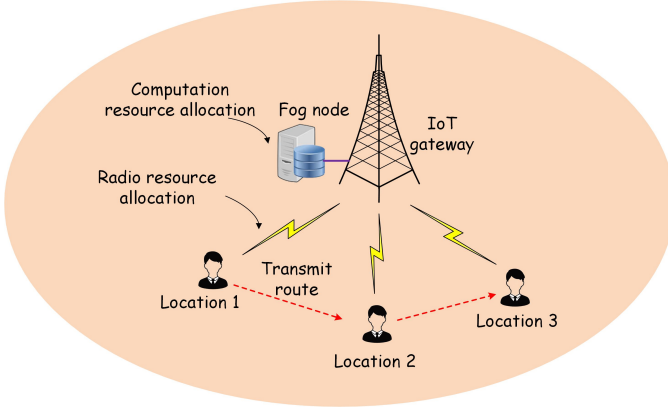 Computation
resource allocation
Fog node
IoT
gateway
Radio resource
allocation
Transmit
route
Location 1
Location 2
Location 3